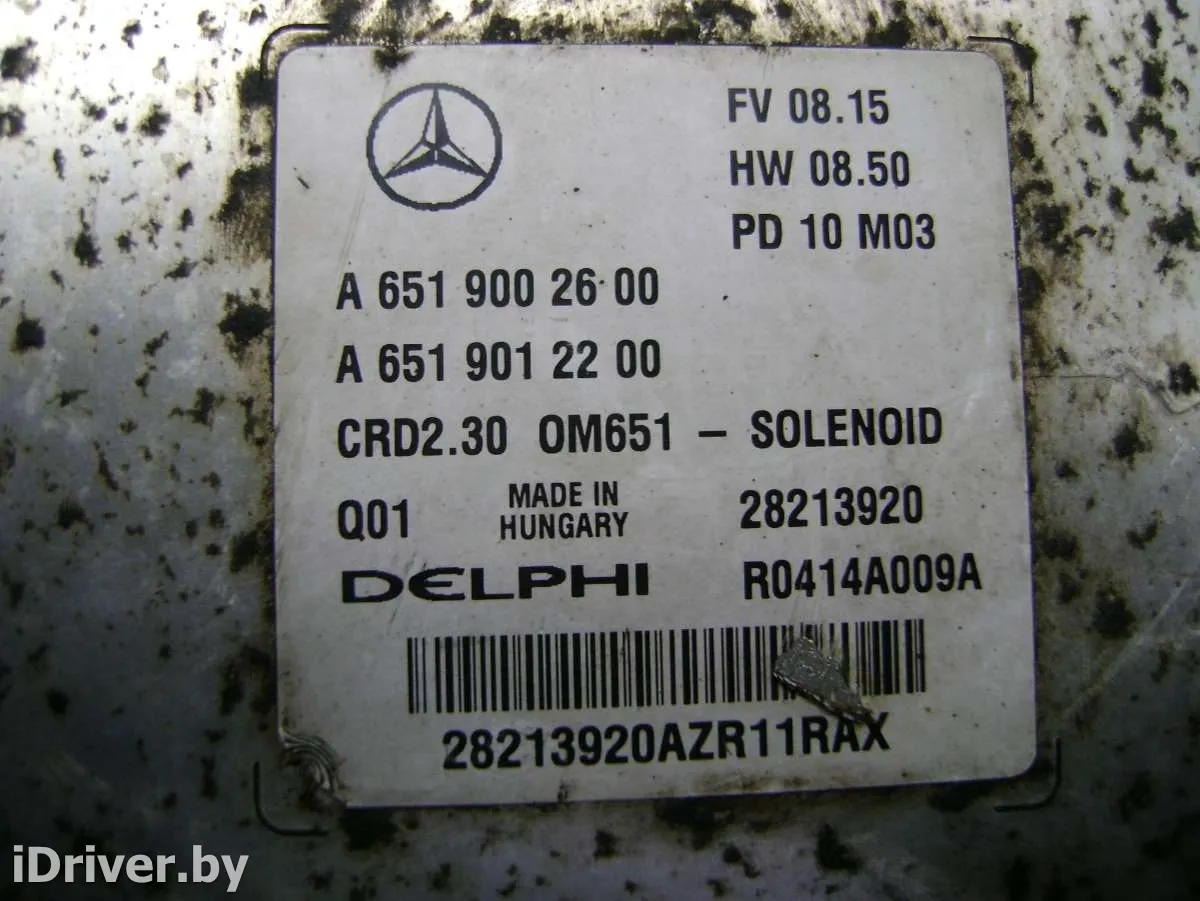 FV 08.15
HW 08.50
PD 10 M03
A 651 900 26 00
A 651 901 22 00
CRD2.30 OM651 – SOLENOID
Q01
MADE IN
HUNGARY
28213920
DELPHI
R0414A009A
28213920AZR11RAX
iDriver.by